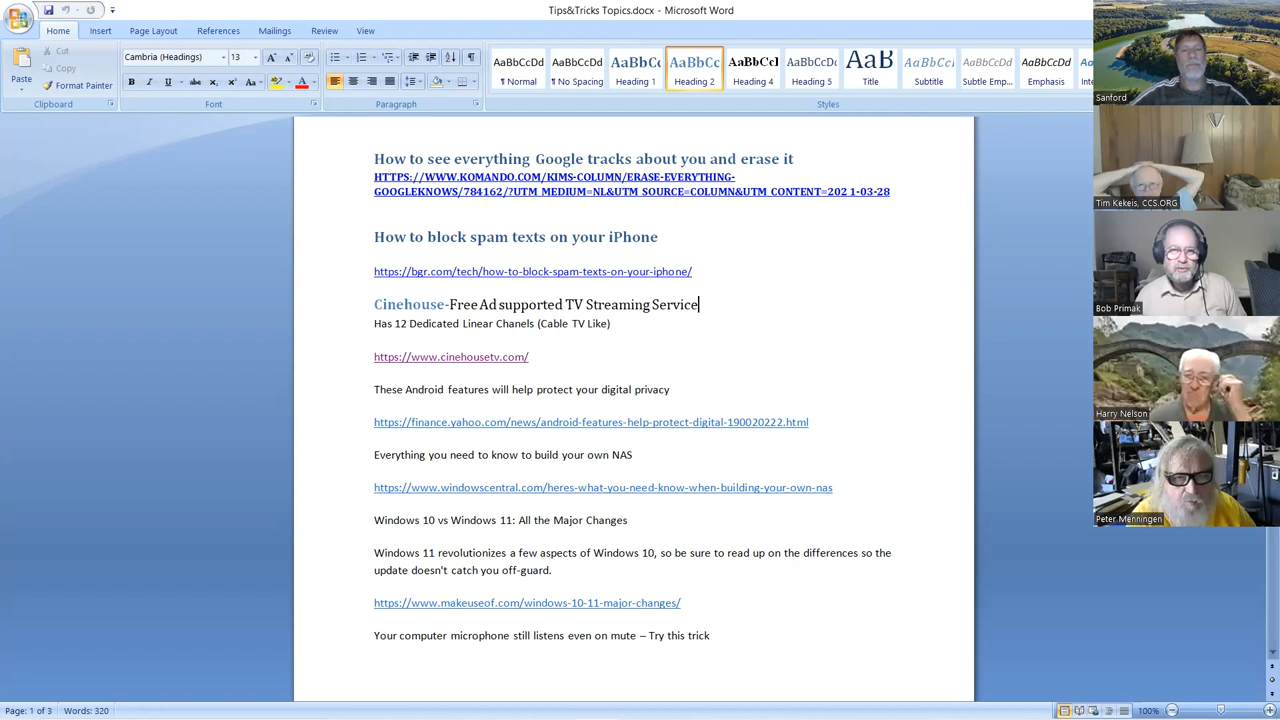 Tips&Tricks Topics.docx - Microsoft Word
Home Insert Page Layout References Mailings Review View
Paste
Cut
Copy
Format Painter
Clipboard
Cambria (Headings) 13
Font
Paragraph
AaBbCcDd AaBbCcDd AaBbCc AaBbCc AaBbCcI AaBbCcDc AaB AaBbCcL AaBbCcDd AaBbCcDd
¶ Normal ¶ No Spacing Heading 1 Heading 2 Heading 4 Heading 5 Title Subtitle Subtle Emp... Emphasis
Styles
How to see everything Google tracks about you and erase it
HTTPS://WWW.KOMANDO.COM/KIMS-COLUMN/ERASE-EVERYTHING-
GOOGLEKNOWS/784162/?UTM_MEDIUM=NL&UTM_SOURCE=COLUMN&UTM_CONTENT=202 1-03-28
How to block spam texts on your iPhone
https://bgr.com/tech/how-to-block-spam-texts-on-your-iphone/
Cinehouse-Free Ad supported TV Streaming Service
Has 12 Dedicated Linear Chanels (Cable TV Like)
https://www.cinehousetv.com/
These Android features will help protect your digital privacy
https://finance.yahoo.com/news/android-features-help-protect-digital-190020222.html
Everything you need to know to build your own NAS
https://www.windowscentral.com/heres-what-you-need-know-when-building-your-own-nas
Windows 10 vs Windows 11: All the Major Changes
Windows 11 revolutionizes a few aspects of Windows 10, so be sure to read up on the differences so the
update doesn't catch you off-guard.
https://www.makeuseof.com/windows-10-11-major-changes/
Your computer microphone still listens even on mute – Try this trick
Page: 1 of 3 Words: 320
100%
Sanford
Tim Kekeis, CCS.ORG
Bob Primak
Harry Nelson
Peter Menningen